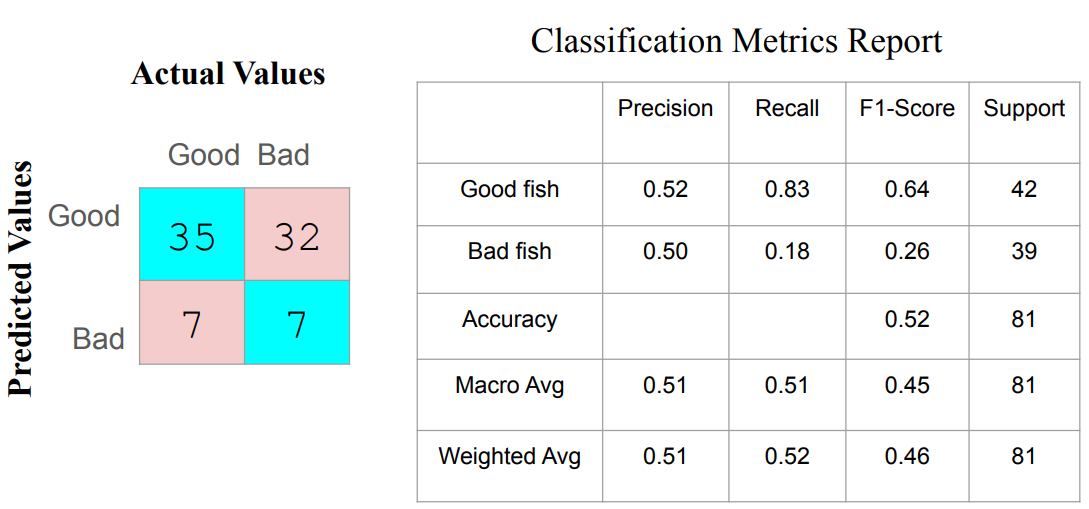 Classification Metrics Report
Actual Values
Good Bad
Predicted Values
Good 35 32
Bad 7 7
Precision Recall F1-Score Support
Good fish 0.52 0.83 0.64 42
Bad fish 0.50 0.18 0.26 39
Accuracy 0.52 81
Macro Avg 0.51 0.51 0.45 81
Weighted Avg 0.51 0.52 0.46 81